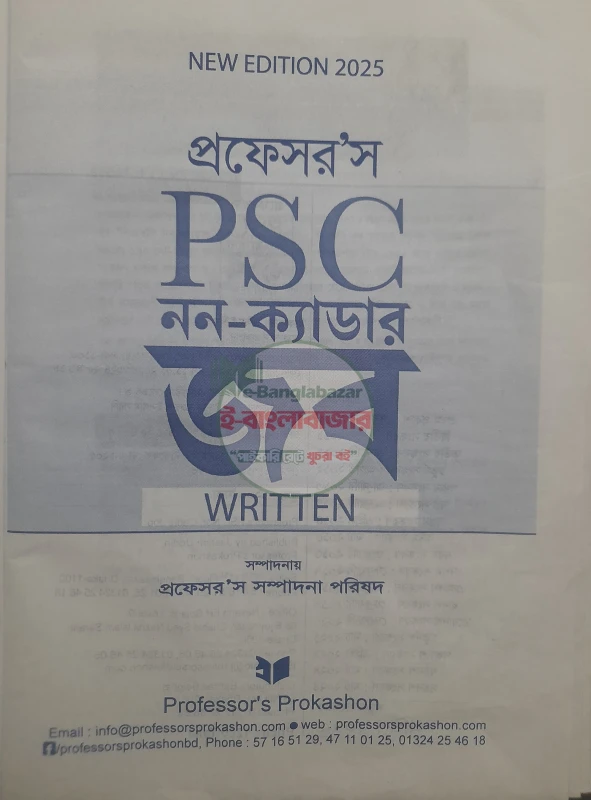 NEW EDITION 2025
প্রফেসর’স
PSC
নন-ক্যাডার
জব
e-Banglabazar
ই-বাংলাবাজার
"পাইকারি রেটে খুচরা বই"
WRITTEN
সম্পাদনায়
প্রফেসর’স সম্পাদনা পরিষদ
Professor's Prokashon
Email : info@professorsprokashon.com ● web : professorsprokashon.com
/professorsprokashonbd, Phone : 57 16 51 29, 47 11 01 25, 01324 25 46 18